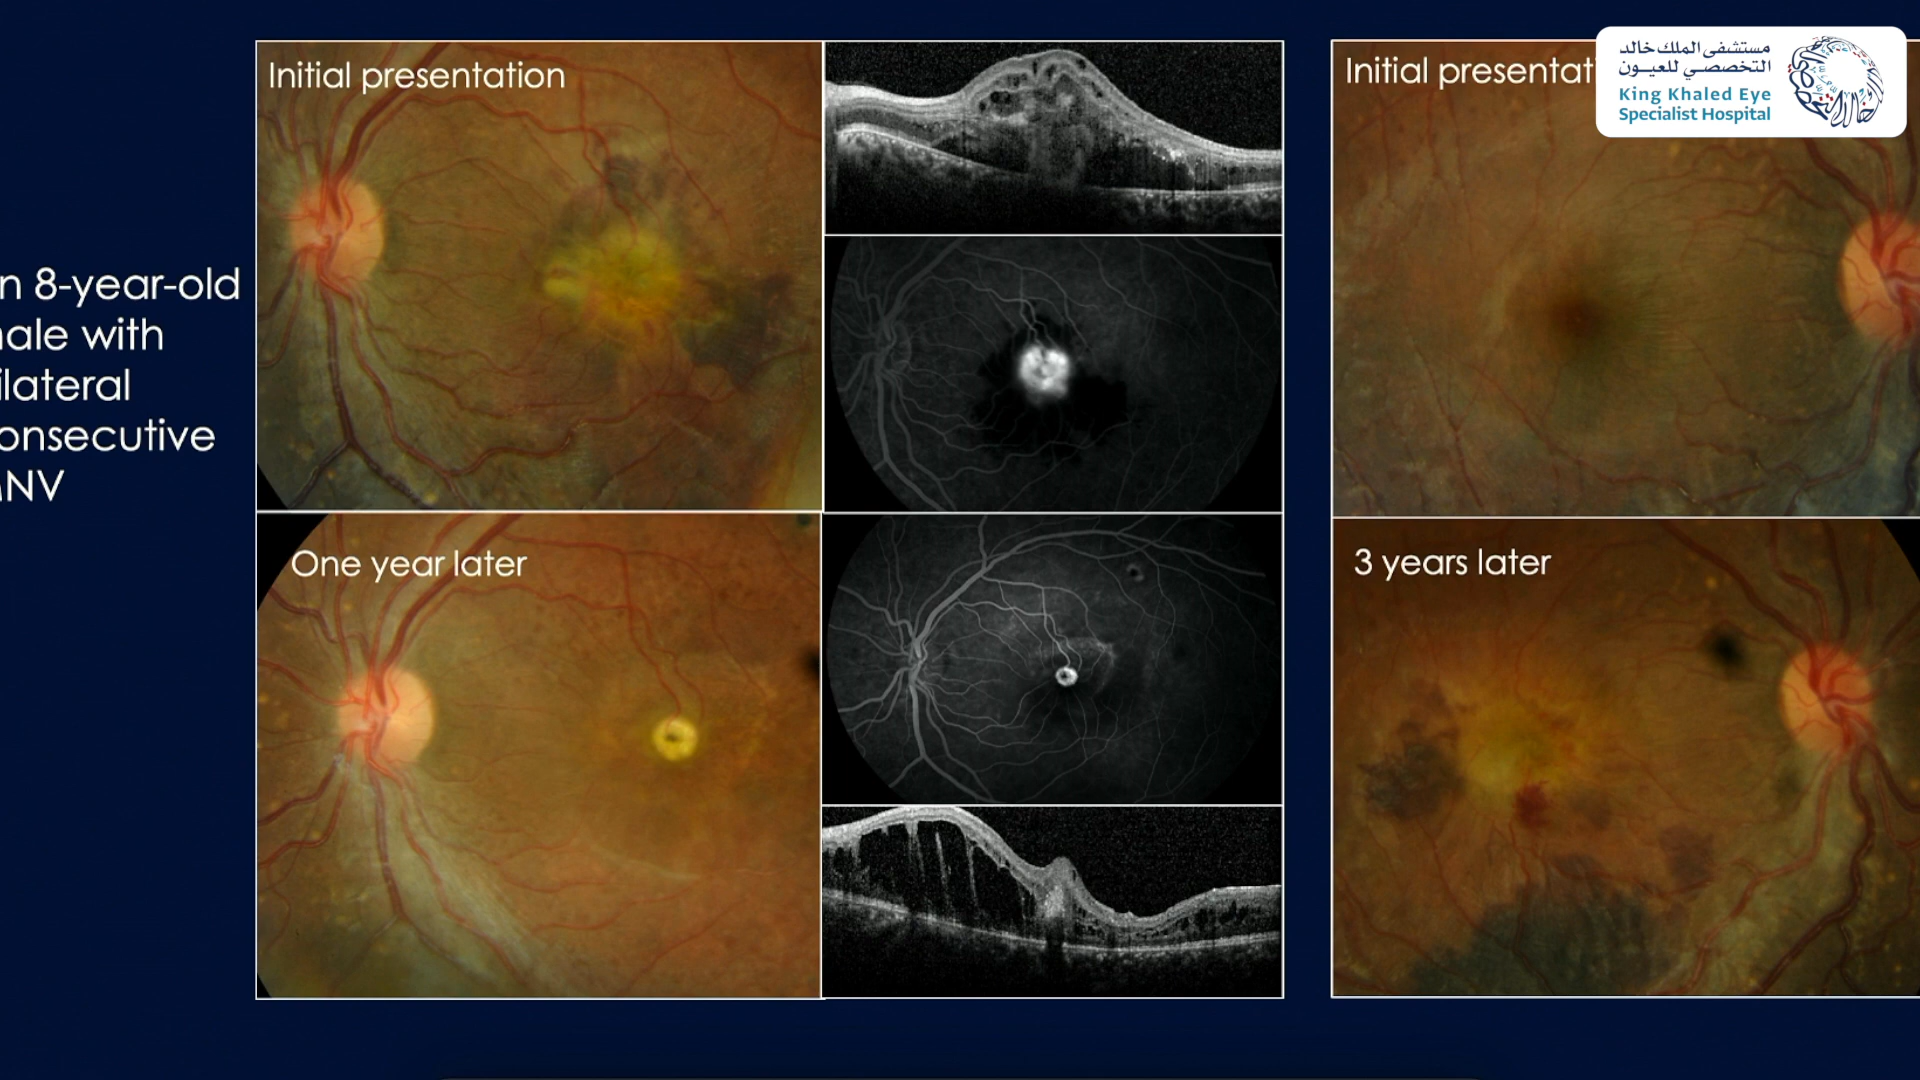 Initial presentation
n 8-year-old
ale with
ilateral
onsecutive
NV
One year later
Initial presentat
3 years later
مستشفى الملك خالد
التخصصي للعيون
King Khaled Eye
Specialist Hospital